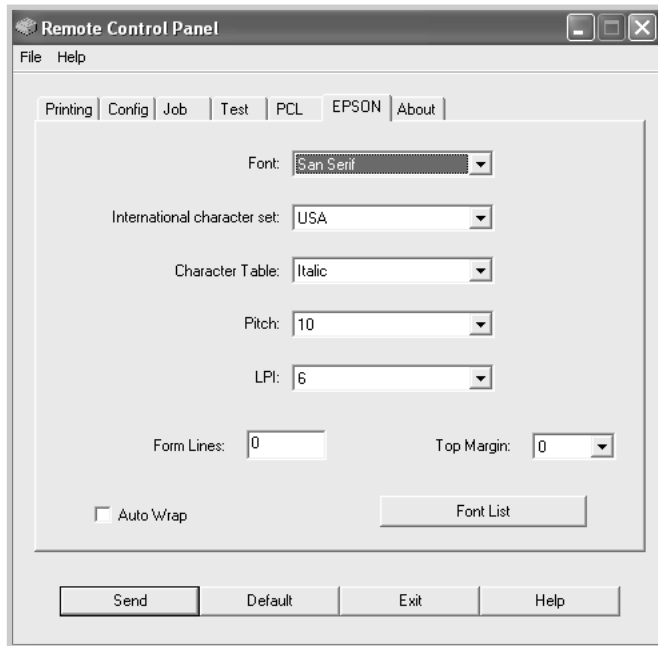 Remote Control Panel
File Help
Printing Config Job Test PCL EPSON About
Font: San Serif
International character set: USA
Character Table: Italic
Pitch: 10
LPI: 6
Form Lines: 0 Top Margin: 0
Auto Wrap Font List
Send Default Exit Help